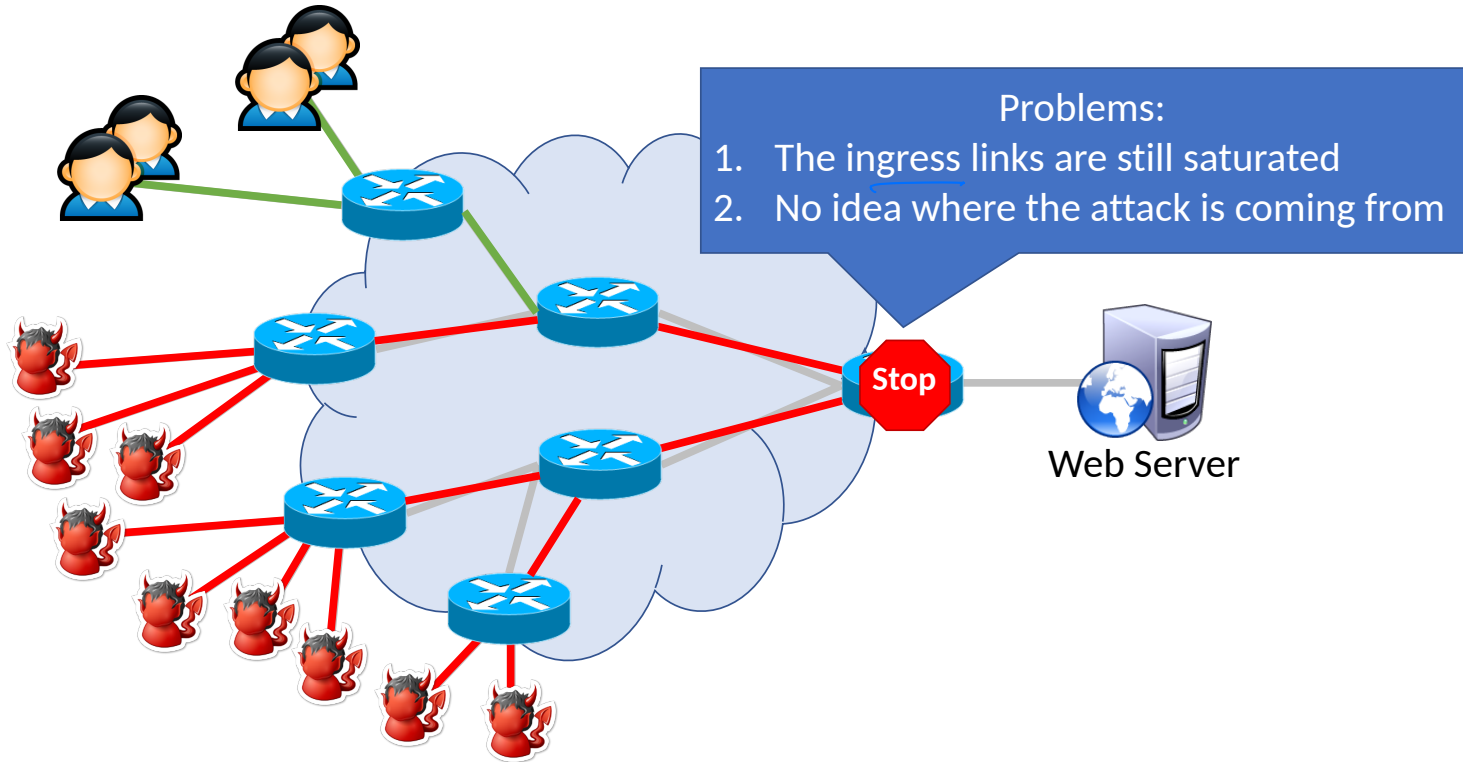 Problems:
1. The ingress links are still saturated
2. No idea where the attack is coming from
Stop
Web Server